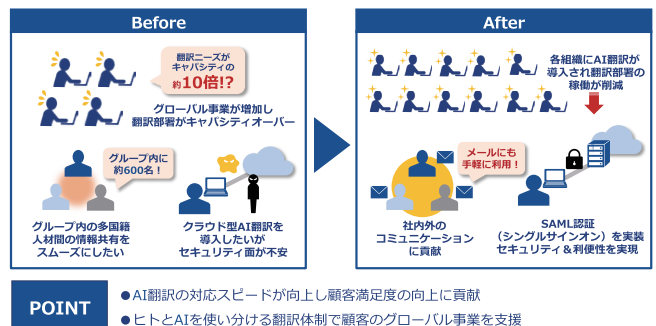 Before
翻訳ニーズが
キャパシティの
約10倍!?
グローバル事業が増加し
翻訳部署がキャパシティオーバー
グループ内に
約600名！
グループ内の多国籍
人材間の情報共有を
スムーズにしたい
クラウド型AI翻訳を
導入したいが
セキュリティ面が不安
After
各組織にAI翻訳が
導入され翻訳部署の
稼働が削減
メールにも
手軽に利用！
社内外の
コミュニケーション
に貢献
SAML認証
（シングルサインオン）を実装
セキュリティ＆利便性を実現
POINT
●AI翻訳の対応スピードが向上し顧客満足度の向上に貢献
●ヒトとAIを使い分ける翻訳体制で顧客のグローバル事業を支援